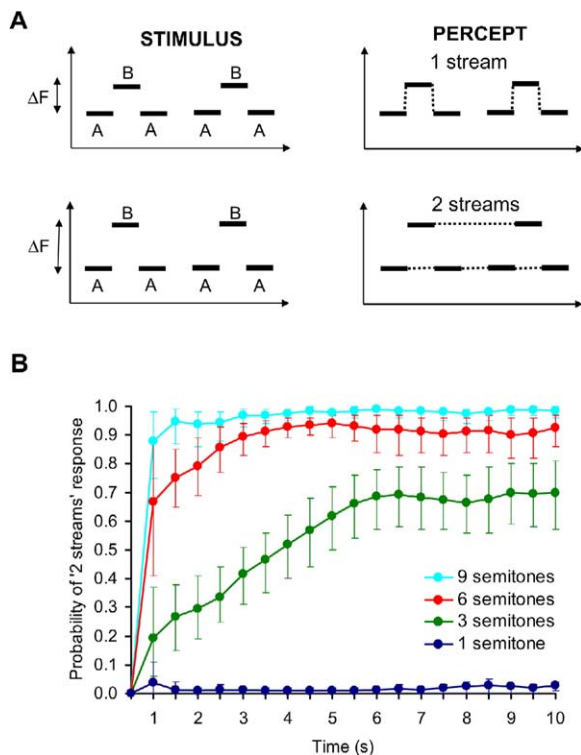 A
STIMULUS
PERCEPT
B B
ΔF
A A A A
1 stream
B B
ΔF
A A A A
2 streams
B
Probability of '2 streams' response
1.0
0.9
0.8
0.7
0.6
0.5
0.4
0.3
0.2
0.1
0.0
9 semitones
6 semitones
3 semitones
1 semitone
1 2 3 4 5 6 7 8 9 10
Time (s)